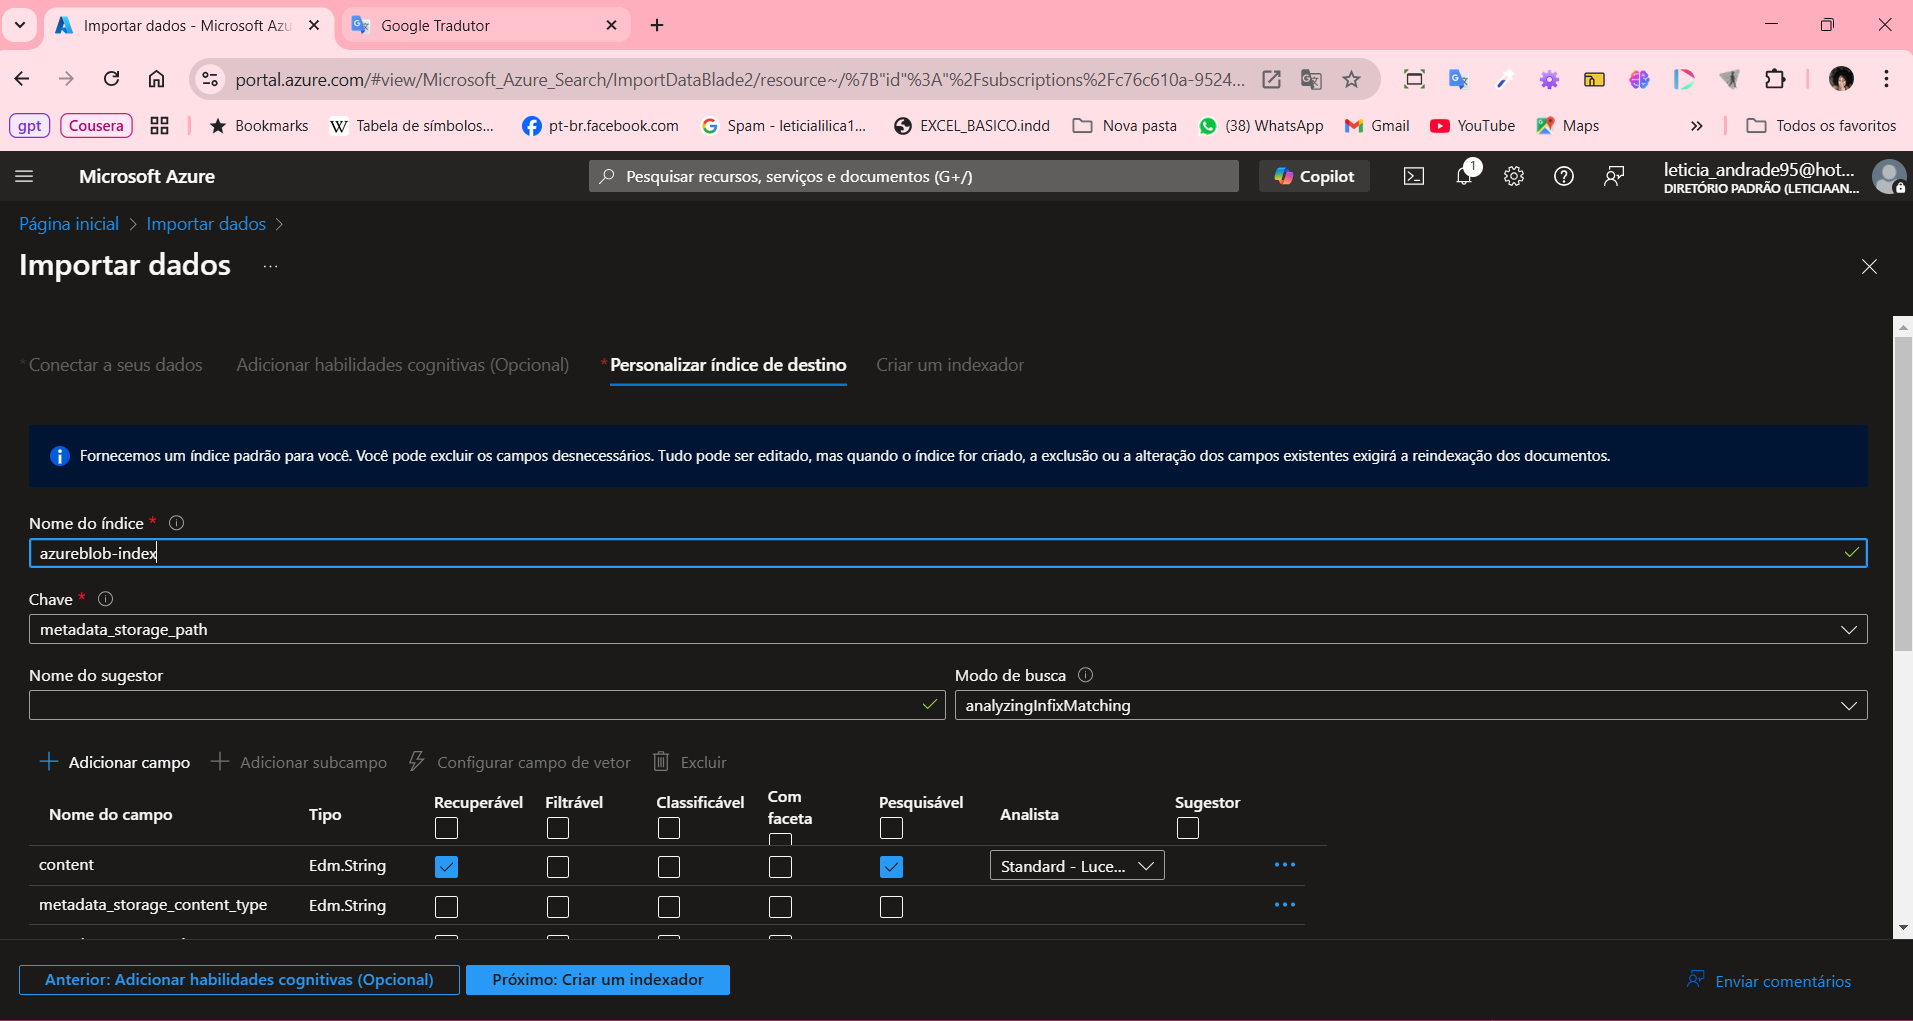 Importar dados - Microsoft Azu
Google Tradutor
portal.azure.com/#view/Microsoft_Azure_Search/ImportDataBlade2/resource~/%7B"id"%3A"%2Fsubscriptions%2Fc76c610a-9524...
gpt
Cousera
Bookmarks
Tabela de símbolos...
pt-br.facebook.com
Spam - leticialilica1...
EXCEL_BASICO.indd
Nova pasta
(38) WhatsApp
Gmail
YouTube
Maps
»
Todos os favoritos
Microsoft Azure
Pesquisar recursos, serviços e documentos (G+/)
Copilot
1
leticia_andrade95@hot...
DIRETÓRIO PADRÃO (LETICIAAN...
Página inicial > Importar dados >
Importar dados ...
* Conectar a seus dados
Adicionar habilidades cognitivas (Opcional)
* Personalizar índice de destino
Criar um indexador
Fornecemos um índice padrão para você. Você pode excluir os campos desnecessários. Tudo pode ser editado, mas quando o índice for criado, a exclusão ou a alteração dos campos existentes exigirá a reindexação dos documentos.
Nome do índice *
azureblob-index
Chave *
metadata_storage_path
Nome do sugestor
Modo de busca
analyzingInfixMatching
Adicionar campo
Adicionar subcampo
Configurar campo de vetor
Excluir
Nome do campo
Tipo
Recuperável
Filtrável
Classificável
Com
faceta
Pesquisável
Analista
Sugestor
content
Edm.String
Standard - Luce...
metadata_storage_content_type
Edm.String
Anterior: Adicionar habilidades cognitivas (Opcional)
Próximo: Criar um indexador
Enviar comentários